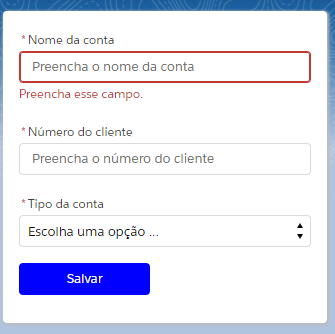 * Nome da conta
Preencha o nome da conta
Preencha esse campo.
* Número do cliente
Preencha o número do cliente
* Tipo da conta
Escolha uma opção ...
Salvar